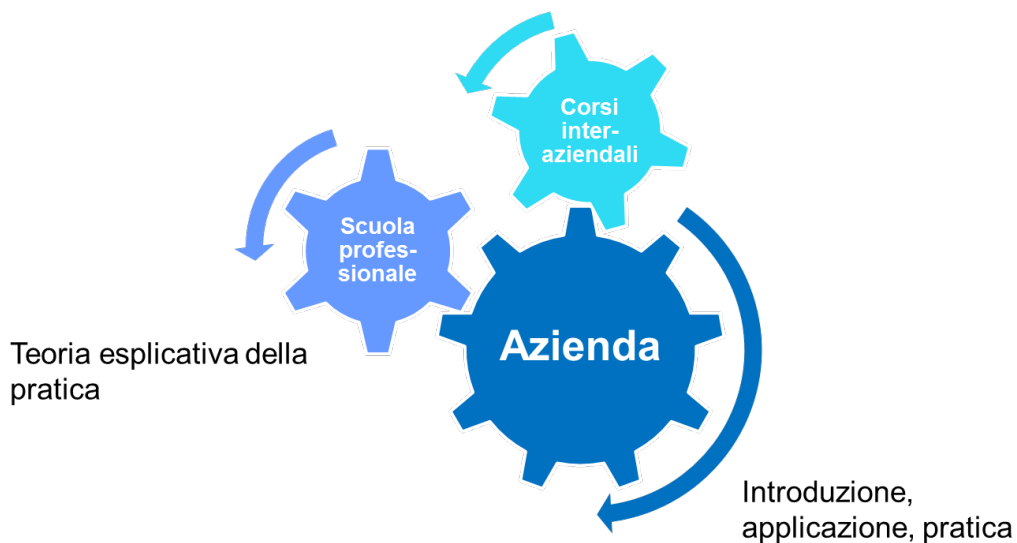 Corsi
inter-
aziendali
Scuola
profes-
sionale
Azienda
Teoria esplicativa della
pratica
Introduzione,
applicazione, pratica